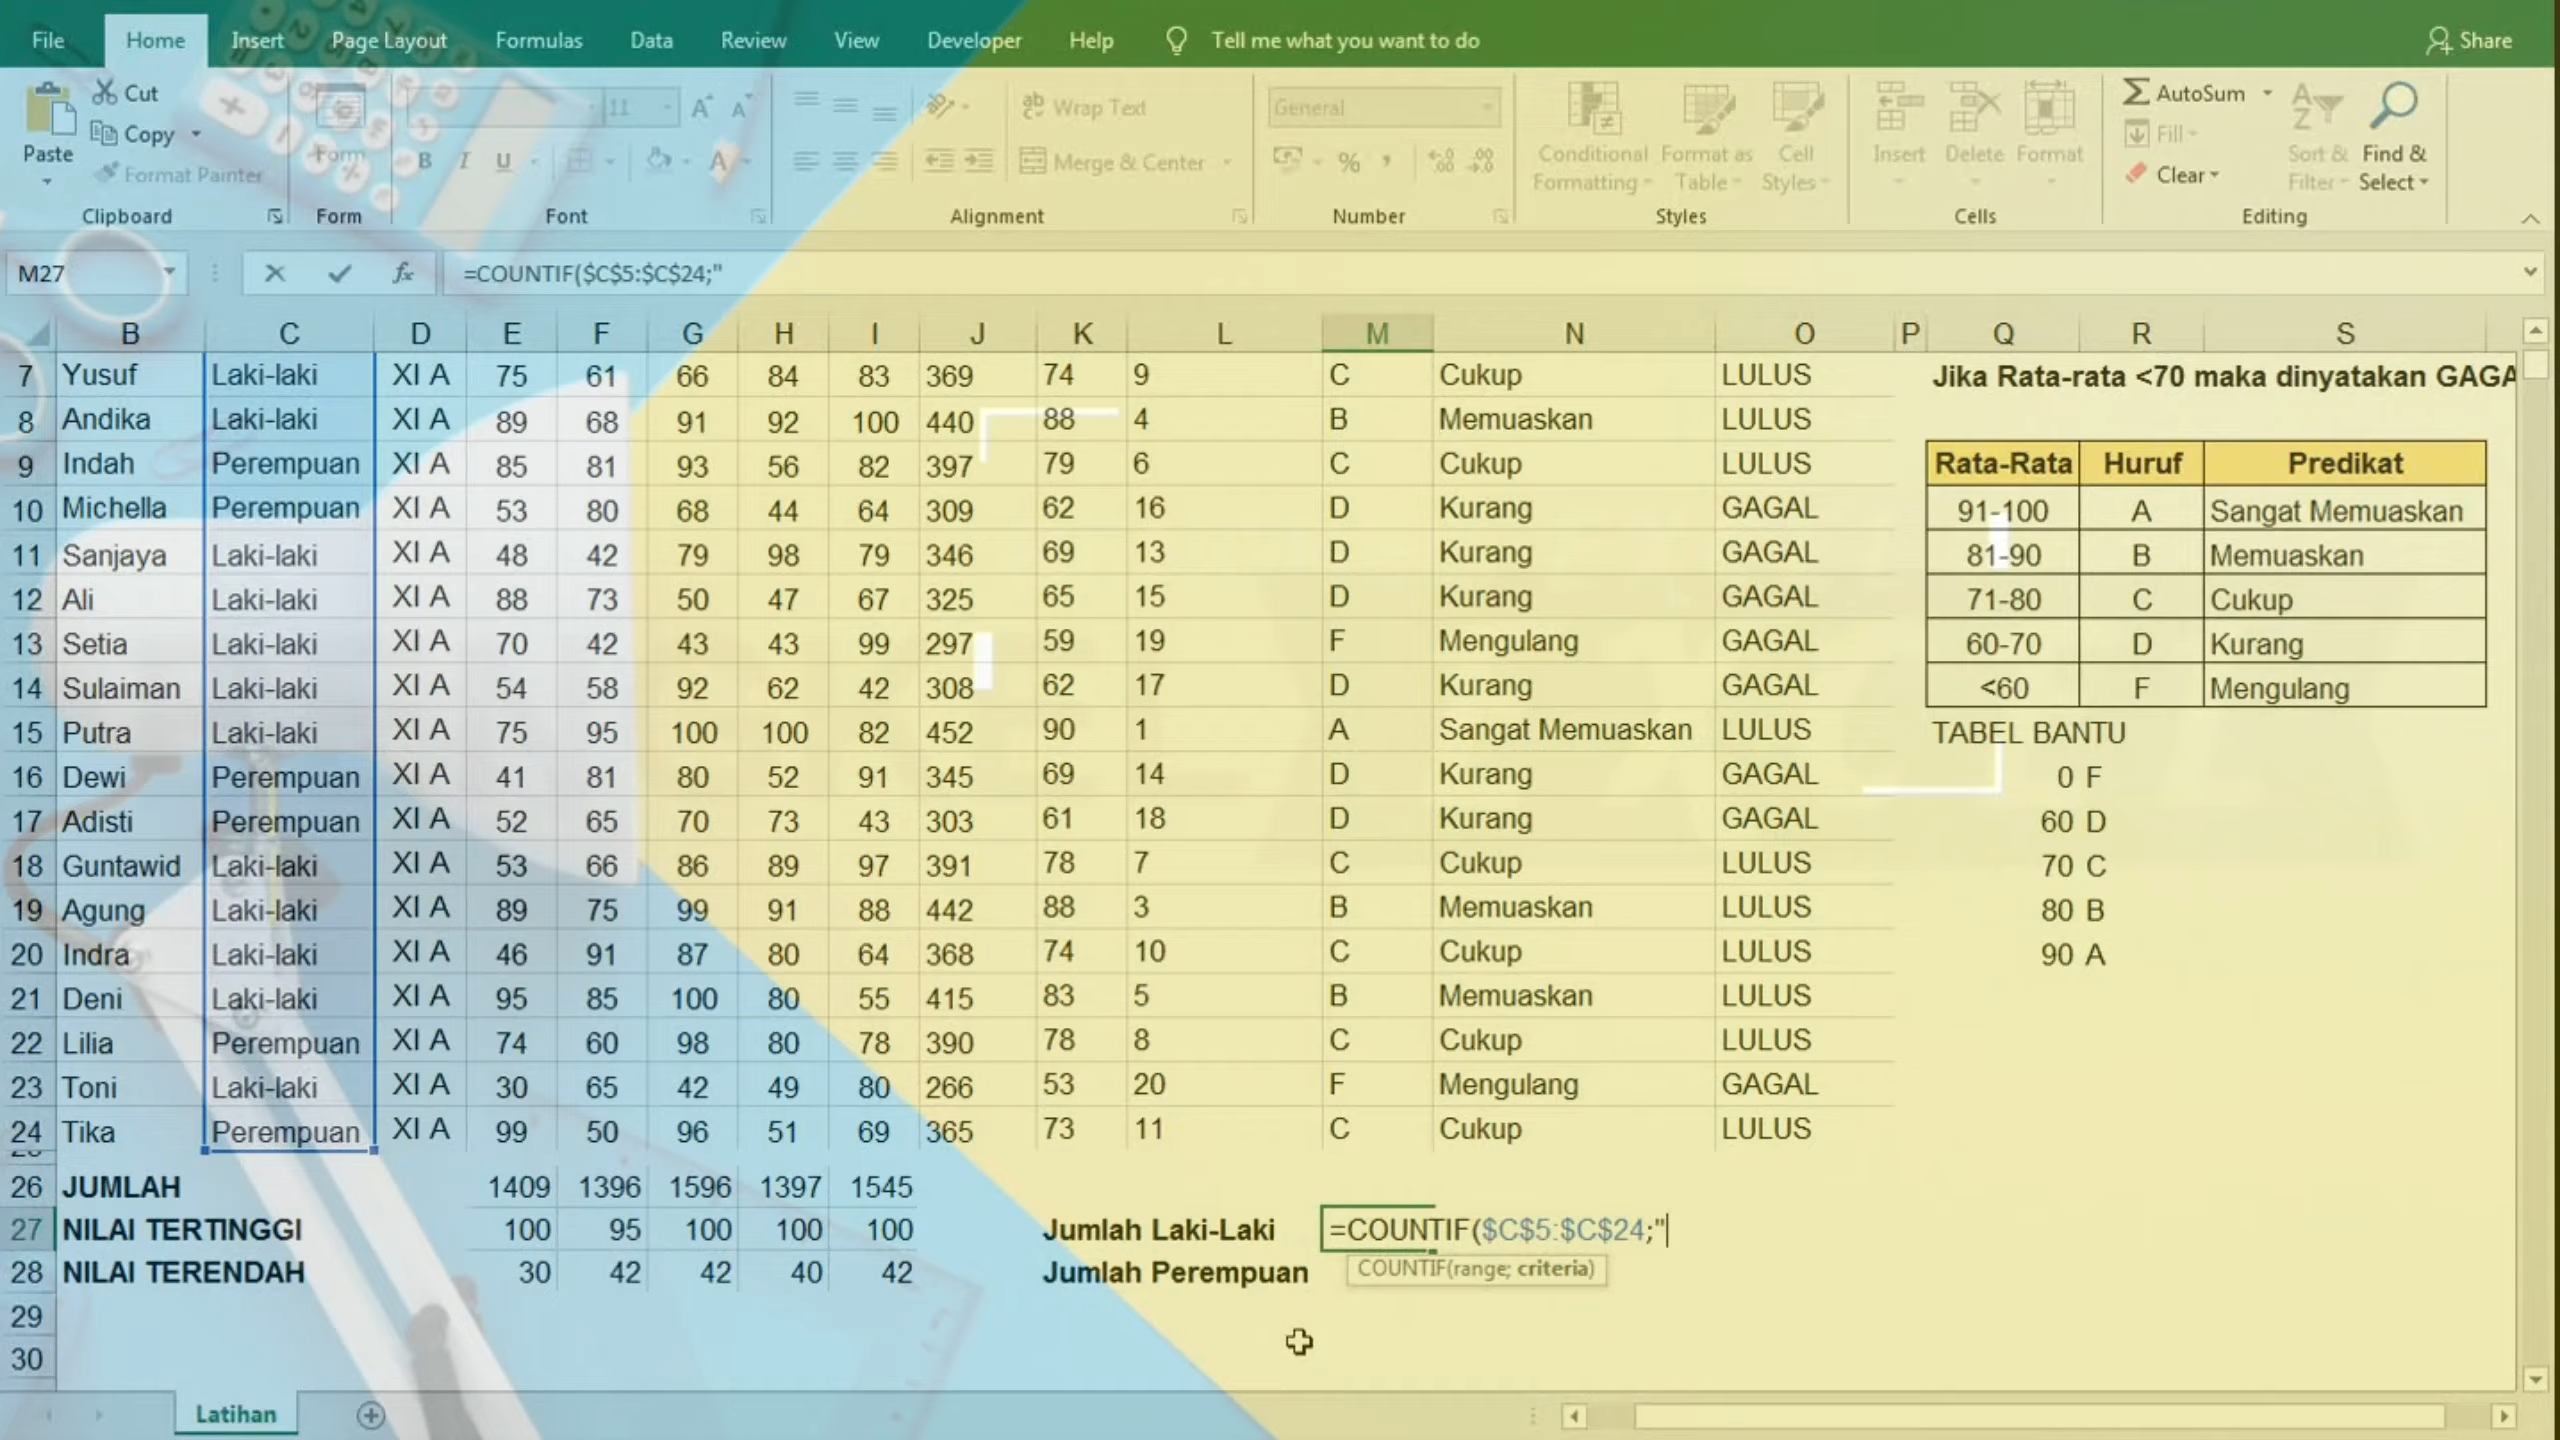 File Home Insert Page Layout Formulas Data Review View Developer Help Tell me what you want to do Share
Paste
Cut
Copy
Format Painter
Clipboard
Form
Form
11
B I U
Font
Wrap Text
Merge & Center
Alignment
General
%
Number
Conditional Formatting
Format as Table
Cell Styles
Styles
Insert
Delete
Format
Cells
AutoSum
Fill
Clear
Sort & Filter
Find & Select
Editing
M27 fx =COUNTIF($C$5:$C$24;"
B C D E F G H I J K L M N O P Q R S
7 Yusuf Laki-laki XI A 75 61 66 84 83 369 74 9 C Cukup LULUS Jika Rata-rata <70 maka dinyatakan GAGA
8 Andika Laki-laki XI A 89 68 91 92 100 440 88 4 B Memuaskan LULUS
9 Indah Perempuan XI A 85 81 93 56 82 397 79 6 C Cukup LULUS Rata-Rata Huruf Predikat
10 Michella Perempuan XI A 53 80 68 44 64 309 62 16 D Kurang GAGAL 91-100 A Sangat Memuaskan
11 Sanjaya Laki-laki XI A 48 42 79 98 79 346 69 13 D Kurang GAGAL 81-90 B Memuaskan
12 Ali Laki-laki XI A 88 73 50 47 67 325 65 15 D Kurang GAGAL 71-80 C Cukup
13 Setia Laki-laki XI A 70 42 43 43 99 297 59 19 F Mengulang GAGAL 60-70 D Kurang
14 Sulaiman Laki-laki XI A 54 58 92 62 42 308 62 17 D Kurang GAGAL <60 F Mengulang
15 Putra Laki-laki XI A 75 95 100 100 82 452 90 1 A Sangat Memuaskan LULUS TABEL BANTU
16 Dewi Perempuan XI A 41 81 80 52 91 345 69 14 D Kurang GAGAL 0 F
17 Adisti Perempuan XI A 52 65 70 73 43 303 61 18 D Kurang GAGAL 60 D
18 Guntawid Laki-laki XI A 53 66 86 89 97 391 78 7 C Cukup LULUS 70 C
19 Agung Laki-laki XI A 89 75 99 91 88 442 88 3 B Memuaskan LULUS 80 B
20 Indra Laki-laki XI A 46 91 87 80 64 368 74 10 C Cukup LULUS 90 A
21 Deni Laki-laki XI A 95 85 100 80 55 415 83 5 B Memuaskan LULUS
22 Lilia Perempuan XI A 74 60 98 80 78 390 78 8 C Cukup LULUS
23 Toni Laki-laki XI A 30 65 42 49 80 266 53 20 F Mengulang GAGAL
24 Tika Perempuan XI A 99 50 96 51 69 365 73 11 C Cukup LULUS
26 JUMLAH 1409 1396 1596 1397 1545
27 NILAI TERTINGGI 100 95 100 100 100 Jumlah Laki-Laki =COUNTIF($C$5:$C$24;"
28 NILAI TERENDAH 30 42 42 40 42 Jumlah Perempuan COUNTIF(range; criteria)
29
30
Latihan